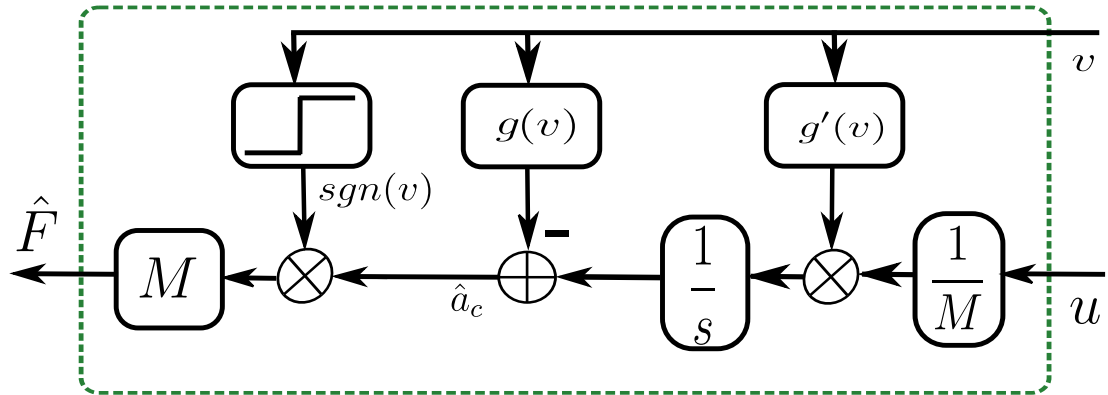 v
g(v)
g′(v)
sgn(v)
F̂
M
â_c
−
1/s
1/M
u